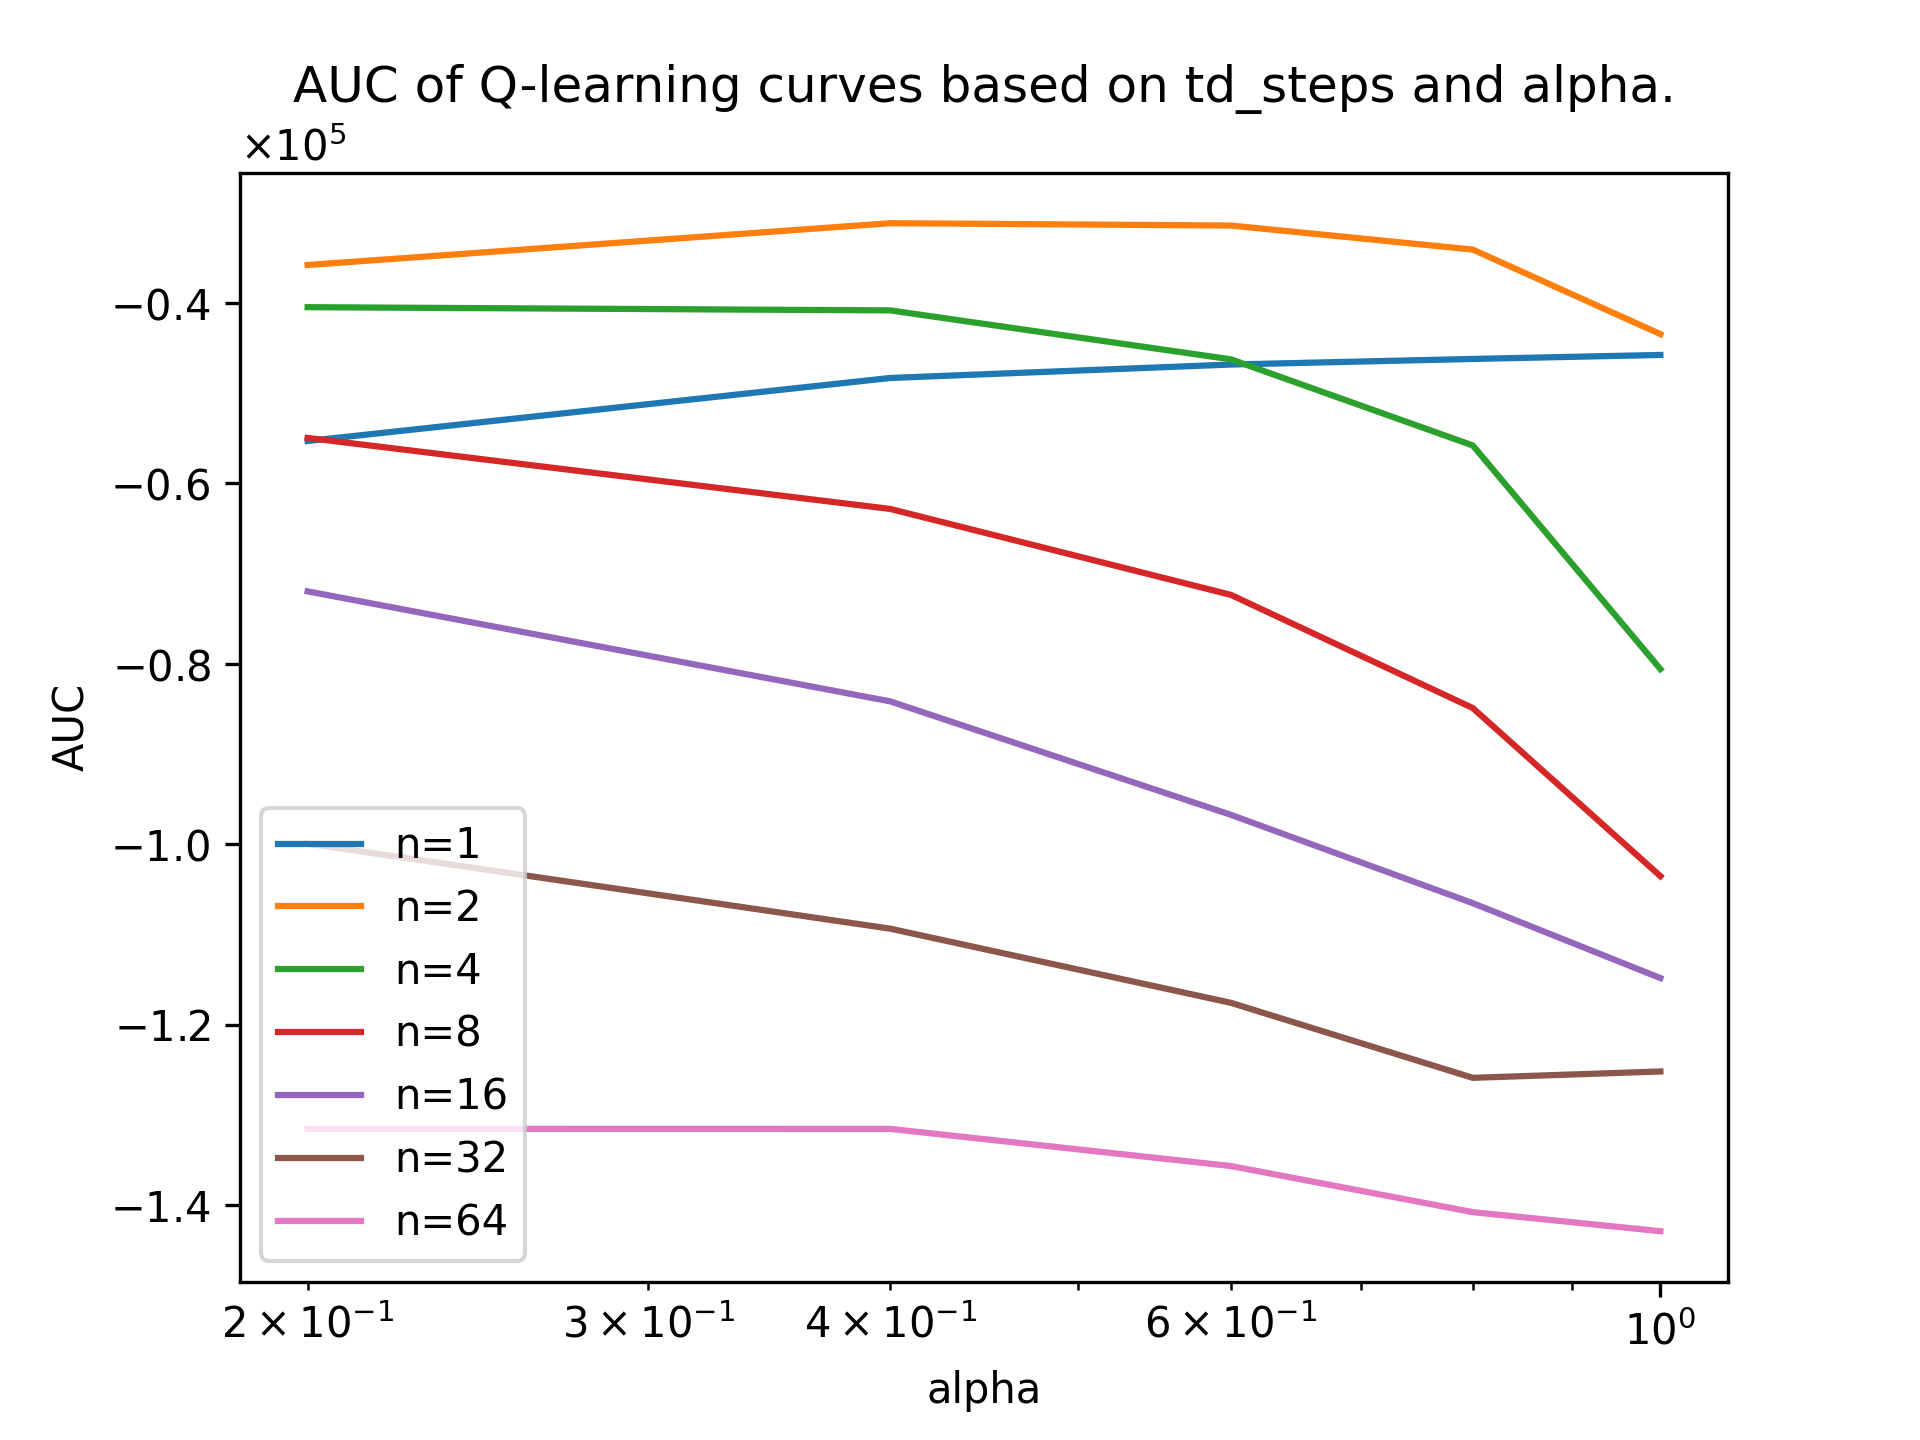 AUC of Q-learning curves based on td_steps and alpha.
×10⁵
AUC
−0.4
−0.6
−0.8
−1.0
−1.2
−1.4
n=1
n=2
n=4
n=8
n=16
n=32
n=64
2 × 10⁻¹ 3 × 10⁻¹ 4 × 10⁻¹ 6 × 10⁻¹ 10⁰
alpha